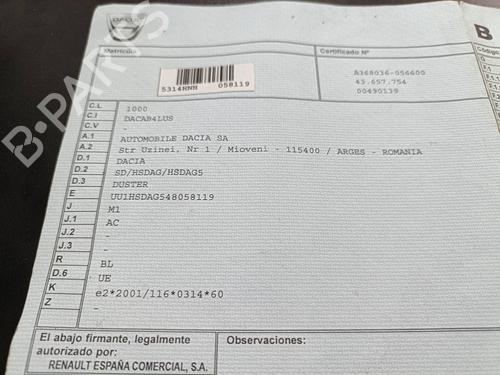 DACIA
B-PARTS
Matrícula
Certificado Nº
B
Código
5314HNN 058119
A368036-056600
43.657.754
00490139
C.L 1000
C.I DACAB4LUS
C.V -
A.1 AUTOMOBILE DACIA SA
A.2 Str Uzinei, Nr 1 / Mioveni - 115400 / ARGES - ROMANIA
D.1 DACIA
D.2 SD/HSDAG/HSDAG5
D.3 DUSTER
E UU1HSDAG548058119
J M1
J.1 AC
J.2 -
J.3 -
R BL
D.6 UE
K e2*2001/116*0314*60
Z -
El abajo firmante, legalmente
autorizado por:
RENAULT ESPAÑA COMERCIAL, S.A.
Observaciones: